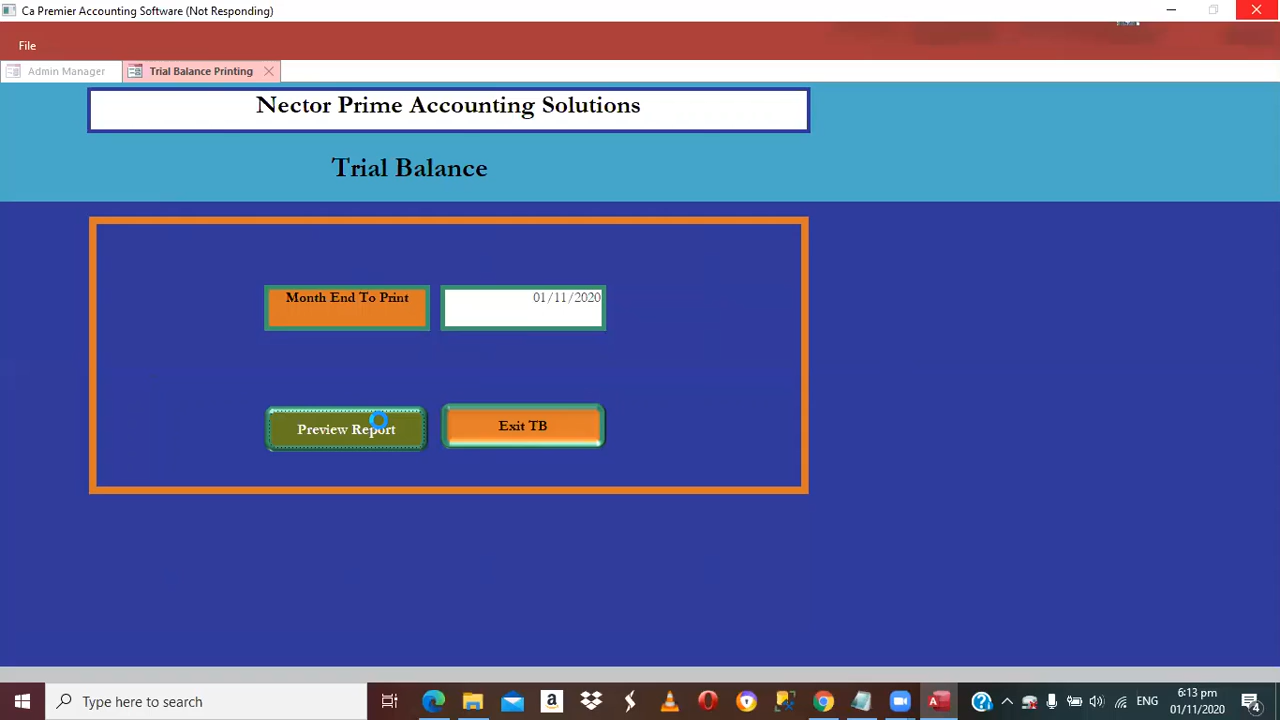 Ca Premier Accounting Software (Not Responding)
File
Admin Manager
Trial Balance Printing
Nector Prime Accounting Solutions
Trial Balance
Month End To Print
01/11/2020
Preview Report
Exit TB
Type here to search
ENG
6:13 pm
01/11/2020
4